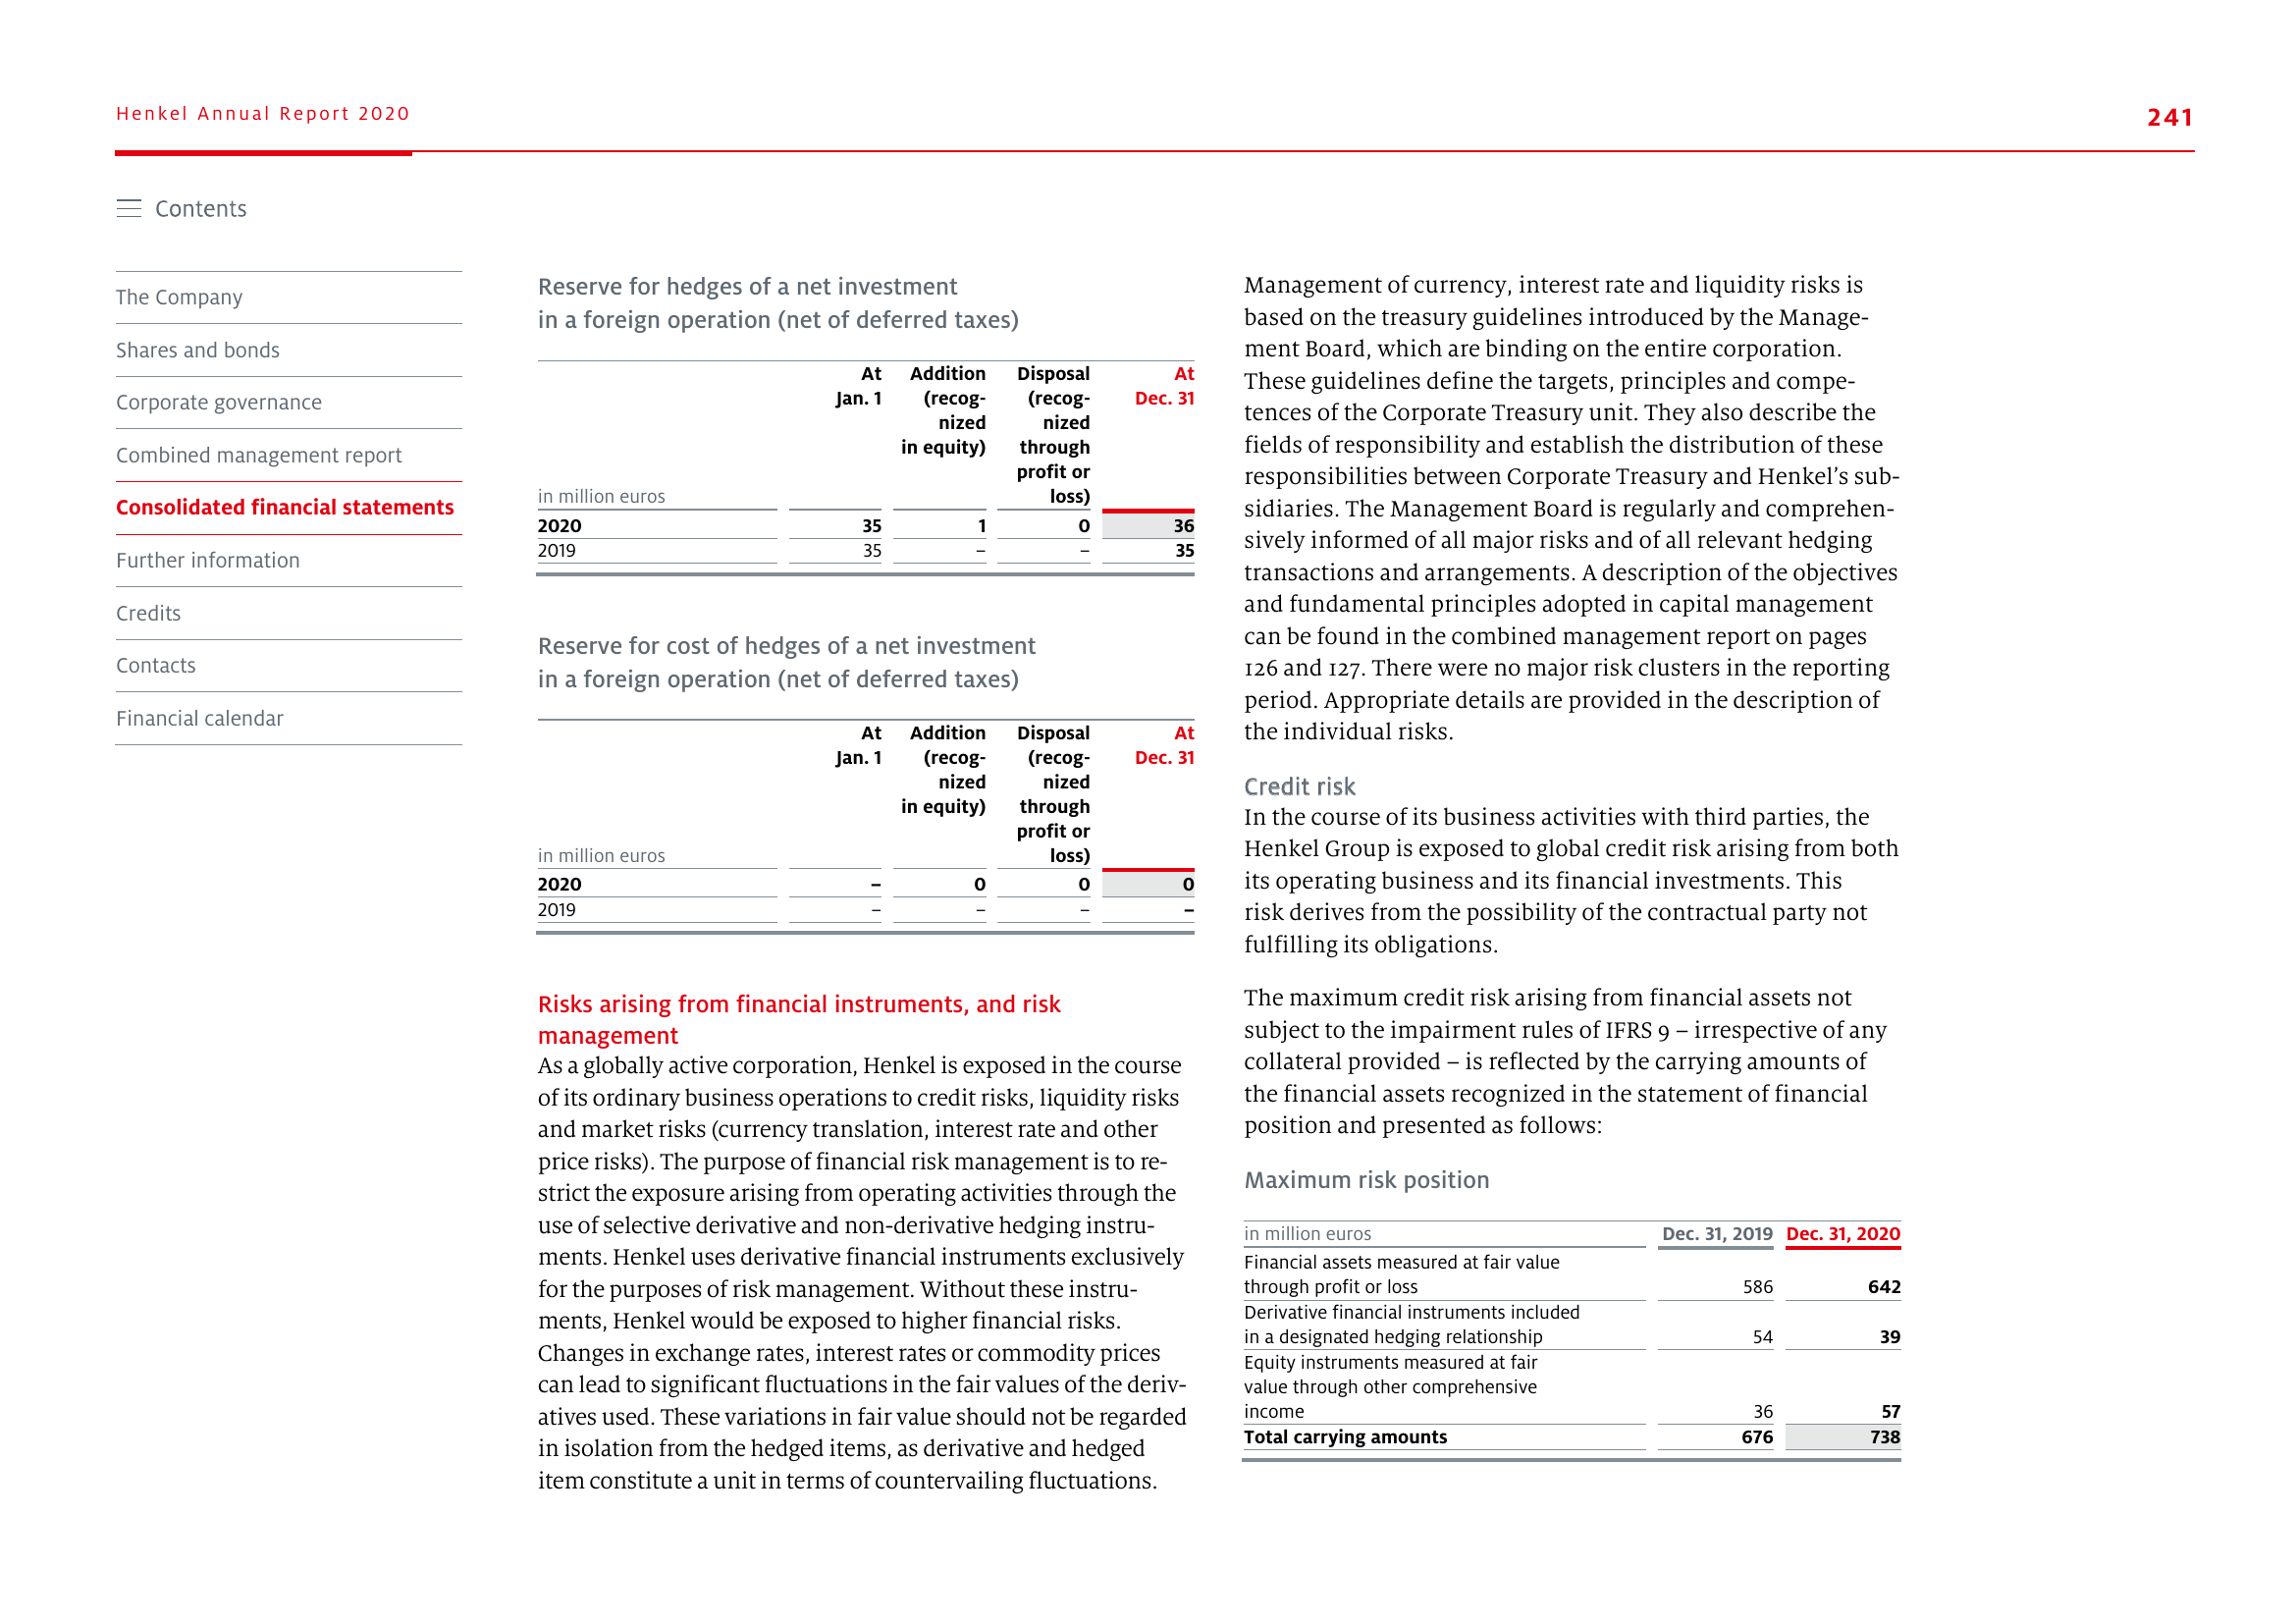 Henkel Annual Report 2020
241
Contents
The Company
Shares and bonds
Corporate governance
Combined management report
Consolidated financial statements
Further information
Credits
Contacts
Financial calendar
Reserve for hedges of a net investment
in a foreign operation (net of deferred taxes)
At Addition Disposal At
Jan. 1 (recog- (recog- Dec. 31
nized nized
in equity) through
profit or
in million euros loss)
2020 35 1 0 36
2019 35 – – 35
Reserve for cost of hedges of a net investment
in a foreign operation (net of deferred taxes)
At Addition Disposal At
Jan. 1 (recog- (recog- Dec. 31
nized nized
in equity) through
profit or
in million euros loss)
2020 – 0 0 0
2019 – – – –
Risks arising from financial instruments, and risk
management
As a globally active corporation, Henkel is exposed in the course
of its ordinary business operations to credit risks, liquidity risks
and market risks (currency translation, interest rate and other
price risks). The purpose of financial risk management is to re-
strict the exposure arising from operating activities through the
use of selective derivative and non-derivative hedging instru-
ments. Henkel uses derivative financial instruments exclusively
for the purposes of risk management. Without these instru-
ments, Henkel would be exposed to higher financial risks.
Changes in exchange rates, interest rates or commodity prices
can lead to significant fluctuations in the fair values of the deriv-
atives used. These variations in fair value should not be regarded
in isolation from the hedged items, as derivative and hedged
item constitute a unit in terms of countervailing fluctuations.
Management of currency, interest rate and liquidity risks is
based on the treasury guidelines introduced by the Manage-
ment Board, which are binding on the entire corporation.
These guidelines define the targets, principles and compe-
tences of the Corporate Treasury unit. They also describe the
fields of responsibility and establish the distribution of these
responsibilities between Corporate Treasury and Henkel’s sub-
sidiaries. The Management Board is regularly and comprehen-
sively informed of all major risks and of all relevant hedging
transactions and arrangements. A description of the objectives
and fundamental principles adopted in capital management
can be found in the combined management report on pages
126 and 127. There were no major risk clusters in the reporting
period. Appropriate details are provided in the description of
the individual risks.
Credit risk
In the course of its business activities with third parties, the
Henkel Group is exposed to global credit risk arising from both
its operating business and its financial investments. This
risk derives from the possibility of the contractual party not
fulfilling its obligations.
The maximum credit risk arising from financial assets not
subject to the impairment rules of IFRS 9 – irrespective of any
collateral provided – is reflected by the carrying amounts of
the financial assets recognized in the statement of financial
position and presented as follows:
Maximum risk position
in million euros Dec. 31, 2019 Dec. 31, 2020
Financial assets measured at fair value
through profit or loss 586 642
Derivative financial instruments included
in a designated hedging relationship 54 39
Equity instruments measured at fair
value through other comprehensive
income 36 57
Total carrying amounts 676 738